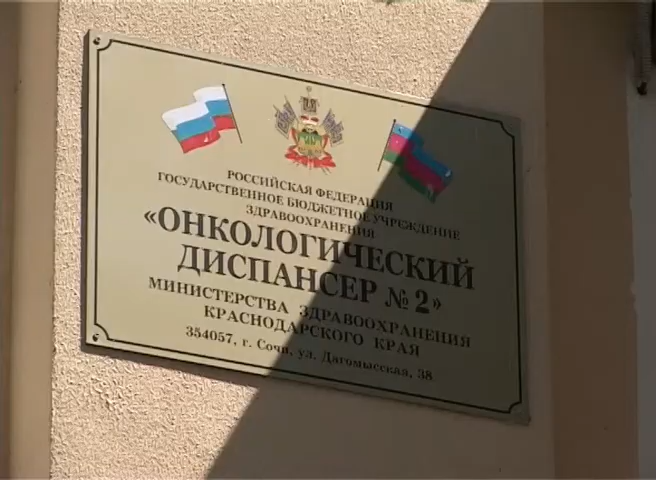 РОССИЙСКАЯ ФЕДЕРАЦИЯ
ГОСУДАРСТВЕННОЕ БЮДЖЕТНОЕ УЧРЕЖДЕНИЕ
ЗДРАВООХРАНЕНИЯ
«ОНКОЛОГИЧЕСКИЙ
ДИСПАНСЕР № 2»
МИНИСТЕРСТВА ЗДРАВООХРАНЕНИЯ
КРАСНОДАРСКОГО КРАЯ
354057, г. Сочи, ул. Дагомысская, 38